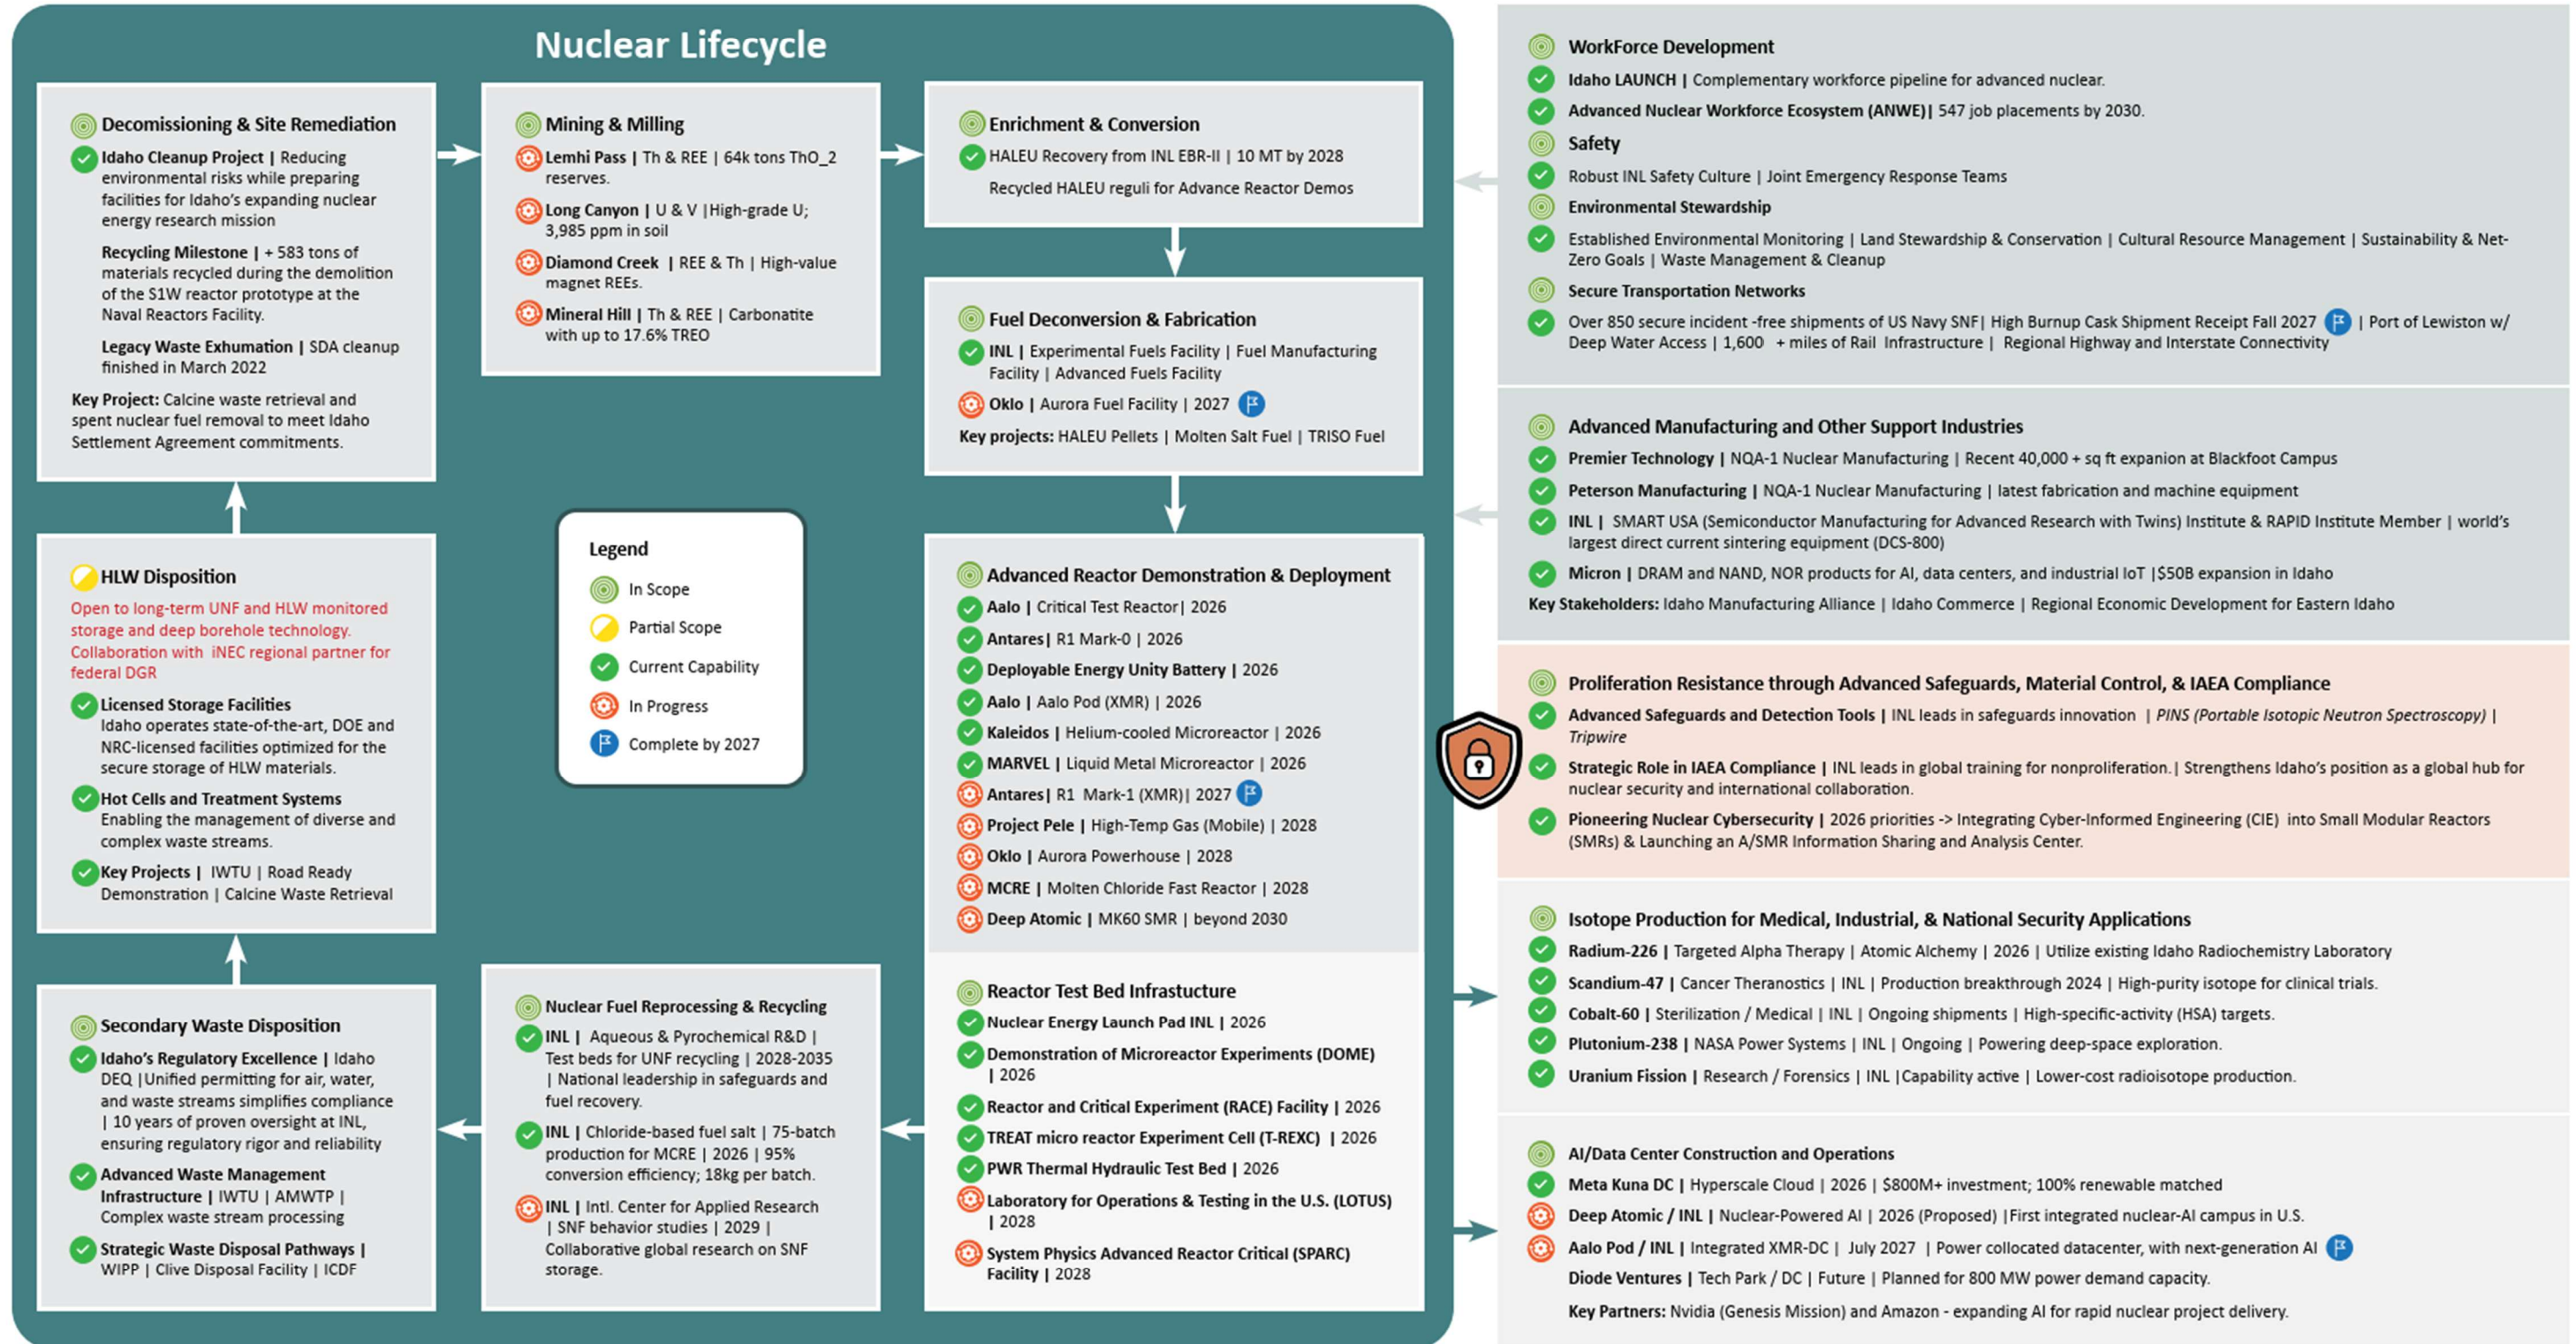 Nuclear Lifecycle
Decomissioning & Site Remediation
Idaho Cleanup Project | Reducing
environmental risks while preparing
facilities for Idaho's expanding nuclear
energy research mission
Recycling Milestone | + 583 tons of
materials recycled during the demolition
of the S1W reactor prototype at the
Naval Reactors Facility.
Legacy Waste Exhumation | SDA cleanup
finished in March 2022
Key Project: Calcine waste retrieval and
spent nuclear fuel removal to meet Idaho
Settlement Agreement commitments.
Mining & Milling
Lemhi Pass | Th & REE | 64k tons ThO_2
reserves.
Long Canyon | U & V |High-grade U;
3,985 ppm in soil
Diamond Creek | REE & Th | High-value
magnet REEs.
Mineral Hill | Th & REE | Carbonatite
with up to 17.6% TREO
Enrichment & Conversion
HALEU Recovery from INL EBR-II | 10 MT by 2028
Recycled HALEU reguli for Advance Reactor Demos
Fuel Deconversion & Fabrication
INL | Experimental Fuels Facility | Fuel Manufacturing
Facility | Advanced Fuels Facility
Oklo | Aurora Fuel Facility | 2027
Key projects: HALEU Pellets | Molten Salt Fuel | TRISO Fuel
Legend
In Scope
Partial Scope
Current Capability
In Progress
Complete by 2027
Advanced Reactor Demonstration & Deployment
Aalo | Critical Test Reactor| 2026
Antares| R1 Mark-0 | 2026
Deployable Energy Unity Battery | 2026
Aalo | Aalo Pod (XMR) | 2026
Kaleidos | Helium-cooled Microreactor | 2026
MARVEL | Liquid Metal Microreactor | 2026
Antares| R1 Mark-1 (XMR)| 2027
Project Pele | High-Temp Gas (Mobile) | 2028
Oklo | Aurora Powerhouse | 2028
MCRE | Molten Chloride Fast Reactor | 2028
Deep Atomic | MK60 SMR | beyond 2030
Reactor Test Bed Infrastucture
Nuclear Energy Launch Pad INL | 2026
Demonstration of Microreactor Experiments (DOME)
| 2026
Reactor and Critical Experiment (RACE) Facility | 2026
TREAT micro reactor Experiment Cell (T-REXC) | 2026
PWR Thermal Hydraulic Test Bed | 2026
Laboratory for Operations & Testing in the U.S. (LOTUS)
| 2028
System Physics Advanced Reactor Critical (SPARC)
Facility | 2028
Nuclear Fuel Reprocessing & Recycling
INL | Aqueous & Pyrochemical R&D |
Test beds for UNF recycling | 2028-2035
| National leadership in safeguards and
fuel recovery.
INL | Chloride-based fuel salt | 75-batch
production for MCRE | 2026 | 95%
conversion efficiency; 18kg per batch.
INL | Intl. Center for Applied Research
| SNF behavior studies | 2029 |
Collaborative global research on SNF
storage.
Secondary Waste Disposition
Idaho's Regulatory Excellence | Idaho
DEQ |Unified permitting for air, water,
and waste streams simplifies compliance
| 10 years of proven oversight at INL,
ensuring regulatory rigor and reliability
Advanced Waste Management
Infrastructure | IWTU | AMWTP |
Complex waste stream processing
Strategic Waste Disposal Pathways |
WIPP | Clive Disposal Facility | ICDF
HLW Disposition
Open to long-term UNF and HLW monitored
storage and deep borehole technology.
Collaboration with iNEC regional partner for
federal DGR
Licensed Storage Facilities
Idaho operates state-of-the-art, DOE and
NRC-licensed facilities optimized for the
secure storage of HLW materials.
Hot Cells and Treatment Systems
Enabling the management of diverse and
complex waste streams.
Key Projects | IWTU | Road Ready
Demonstration | Calcine Waste Retrieval
WorkForce Development
Idaho LAUNCH | Complementary workforce pipeline for advanced nuclear.
Advanced Nuclear Workforce Ecosystem (ANWE)| 547 job placements by 2030.
Safety
Robust INL Safety Culture | Joint Emergency Response Teams
Environmental Stewardship
Established Environmental Monitoring | Land Stewardship & Conservation | Cultural Resource Management | Sustainability & Net-
Zero Goals | Waste Management & Cleanup
Secure Transportation Networks
Over 850 secure incident -free shipments of US Navy SNF| High Burnup Cask Shipment Receipt Fall 2027 | Port of Lewiston w/
Deep Water Access | 1,600 + miles of Rail Infrastructure | Regional Highway and Interstate Connectivity
Advanced Manufacturing and Other Support Industries
Premier Technology | NQA-1 Nuclear Manufacturing | Recent 40,000 + sq ft expanion at Blackfoot Campus
Peterson Manufacturing | NQA-1 Nuclear Manufacturing | latest fabrication and machine equipment
INL | SMART USA (Semiconductor Manufacturing for Advanced Research with Twins) Institute & RAPID Institute Member | world's
largest direct current sintering equipment (DCS-800)
Micron | DRAM and NAND, NOR products for AI, data centers, and industrial IoT |$50B expansion in Idaho
Key Stakeholders: Idaho Manufacturing Alliance | Idaho Commerce | Regional Economic Development for Eastern Idaho
Proliferation Resistance through Advanced Safeguards, Material Control, & IAEA Compliance
Advanced Safeguards and Detection Tools | INL leads in safeguards innovation | PINS (Portable Isotopic Neutron Spectroscopy) |
Tripwire
Strategic Role in IAEA Compliance | INL leads in global training for nonproliferation.| Strengthens Idaho's position as a global hub for
nuclear security and international collaboration.
Pioneering Nuclear Cybersecurity | 2026 priorities -> Integrating Cyber-Informed Engineering (CIE) into Small Modular Reactors
(SMRs) & Launching an A/SMR Information Sharing and Analysis Center.
Isotope Production for Medical, Industrial, & National Security Applications
Radium-226 | Targeted Alpha Therapy | Atomic Alchemy | 2026 | Utilize existing Idaho Radiochemistry Laboratory
Scandium-47 | Cancer Theranostics | INL | Production breakthrough 2024 | High-purity isotope for clinical trials.
Cobalt-60 | Sterilization / Medical | INL | Ongoing shipments | High-specific-activity (HSA) targets.
Plutonium-238 | NASA Power Systems | INL | Ongoing | Powering deep-space exploration.
Uranium Fission | Research / Forensics | INL |Capability active | Lower-cost radioisotope production.
AI/Data Center Construction and Operations
Meta Kuna DC | Hyperscale Cloud | 2026 | $800M+ investment; 100% renewable matched
Deep Atomic / INL | Nuclear-Powered AI | 2026 (Proposed) |First integrated nuclear-AI campus in U.S.
Aalo Pod / INL | Integrated XMR-DC | July 2027 | Power collocated datacenter, with next-generation AI
Diode Ventures | Tech Park / DC | Future | Planned for 800 MW power demand capacity.
Key Partners: Nvidia (Genesis Mission) and Amazon - expanding AI for rapid nuclear project delivery.